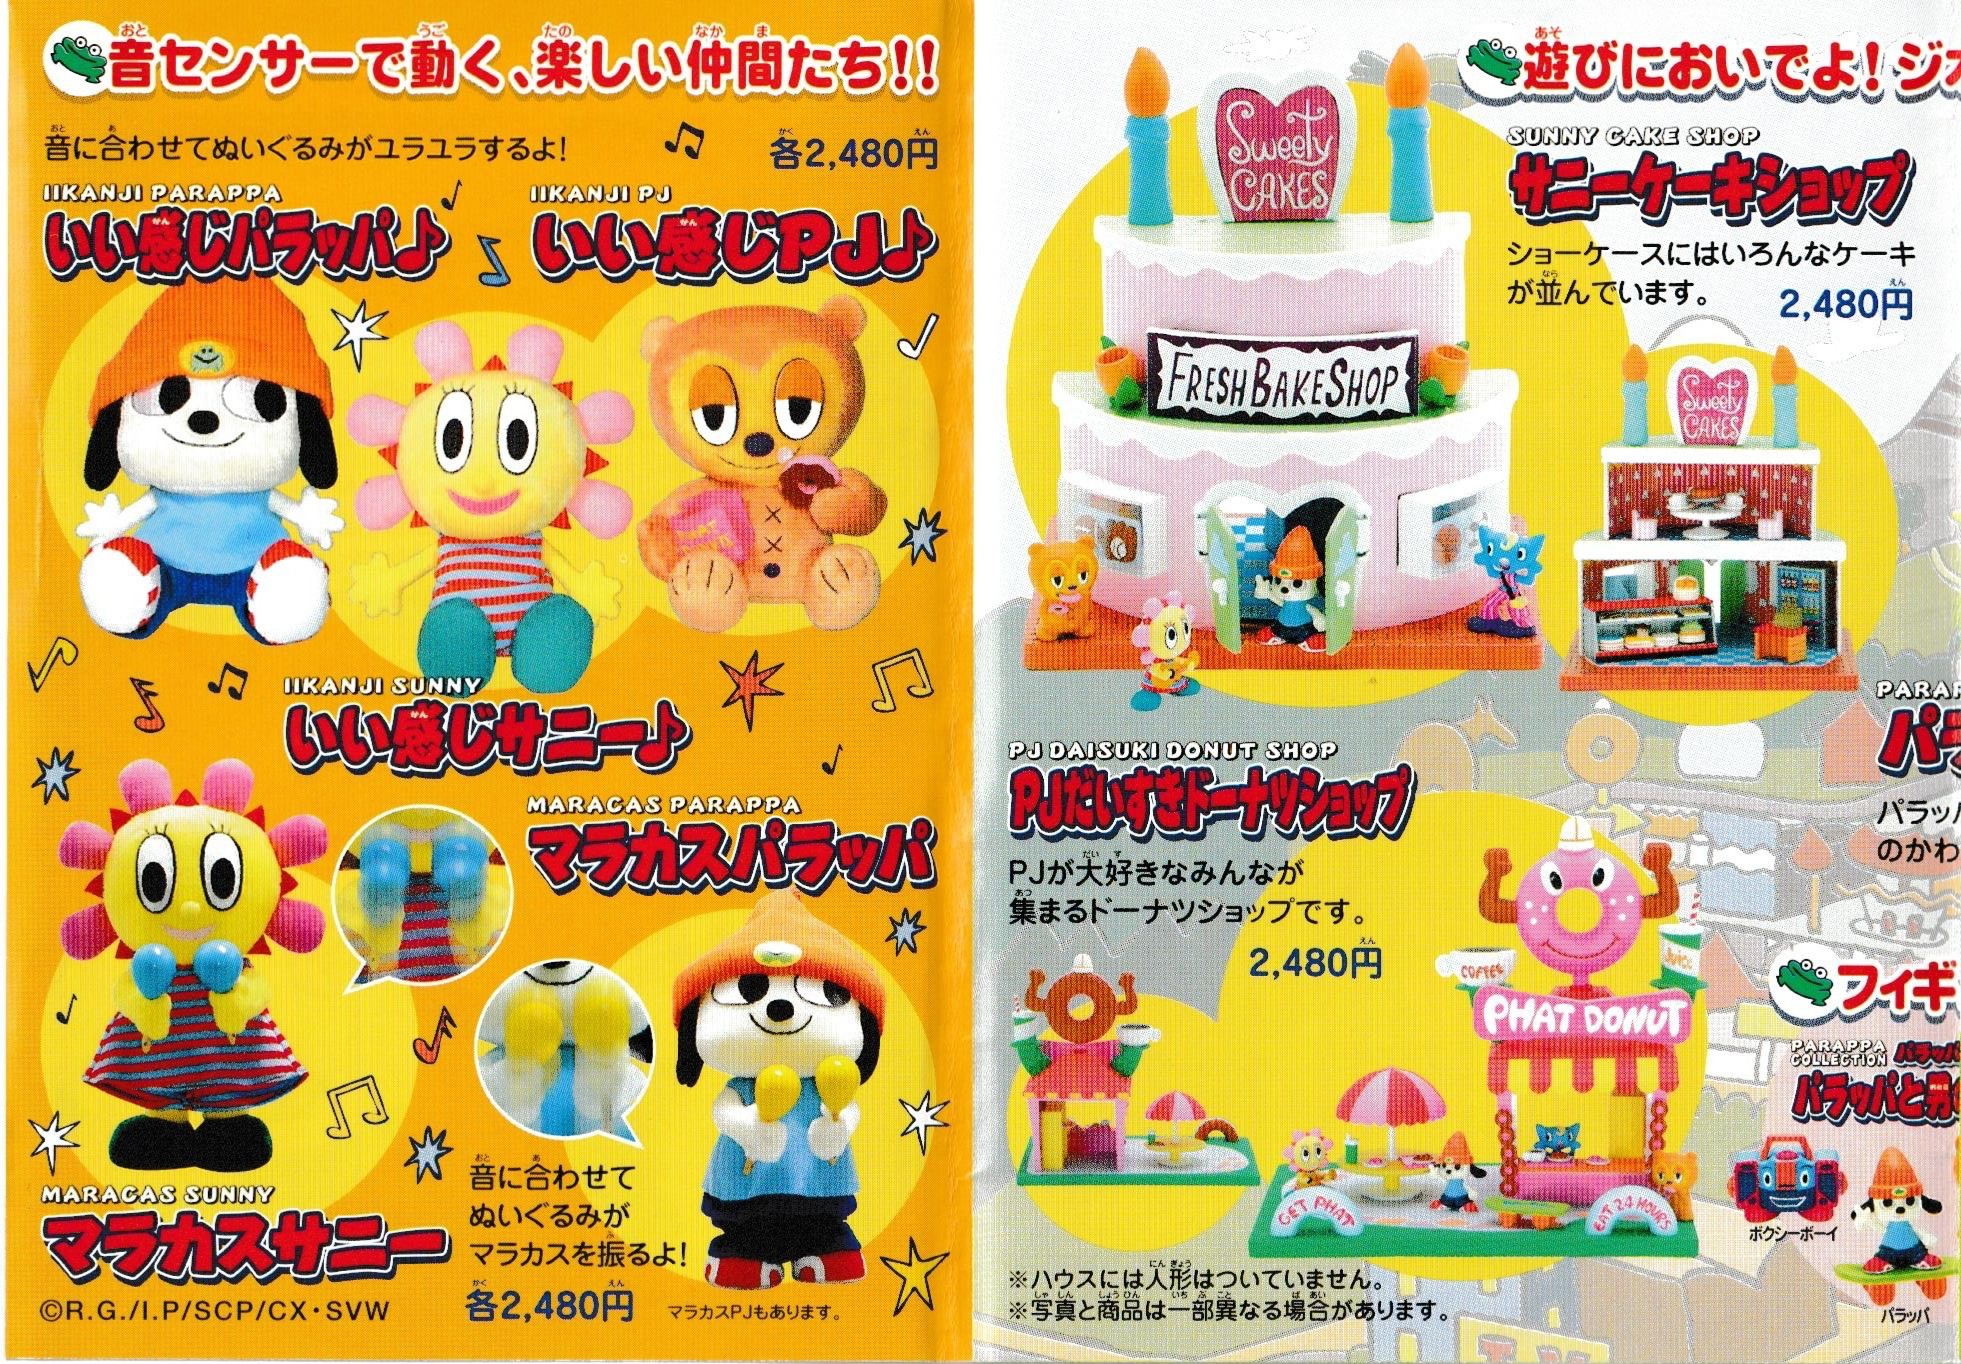 音センサーで動く、楽しい仲間たち!!
音に合わせてぬいぐるみがユラユラするよ!
各2,480円
IIKANJI PARAPPA
いい感じパラッパ♪
IIKANJI PJ
いい感じPJ♪
IIKANJI SUNNY
いい感じサニー♪
MARACAS PARAPPA
マラカスパラッパ
MARACAS SUNNY
マラカスサニー
音に合わせて
ぬいぐるみが
マラカスを振るよ!
各2,480円
マラカスPJもあります。
©R.G./I.P/SCP/CX・SVW
遊びにおいでよ!ジオ
SUNNY CAKE SHOP
サニーケーキショップ
ショーケースにはいろんなケーキ
が並んでいます。
2,480円
Sweety
CAKES
FRESH BAKE SHOP
Sweety
CAKES
PJ DAISUKI DONUT SHOP
PJだいすきドーナツショップ
PJが大好きなみんなが
集まるドーナツショップです。
2,480円
COFFEE
Juice
PHAT DONUT
GET PHAT
EAT 24 HOURS
※ハウスには人形はついていません。
※写真と商品は一部異なる場合があります。
PARAP
パラ
パラッパ
のかわ
フィギ
PARAPPA
COLLECTION
パラッパ
パラッパと男
ボクシーボーイ
パラッパ